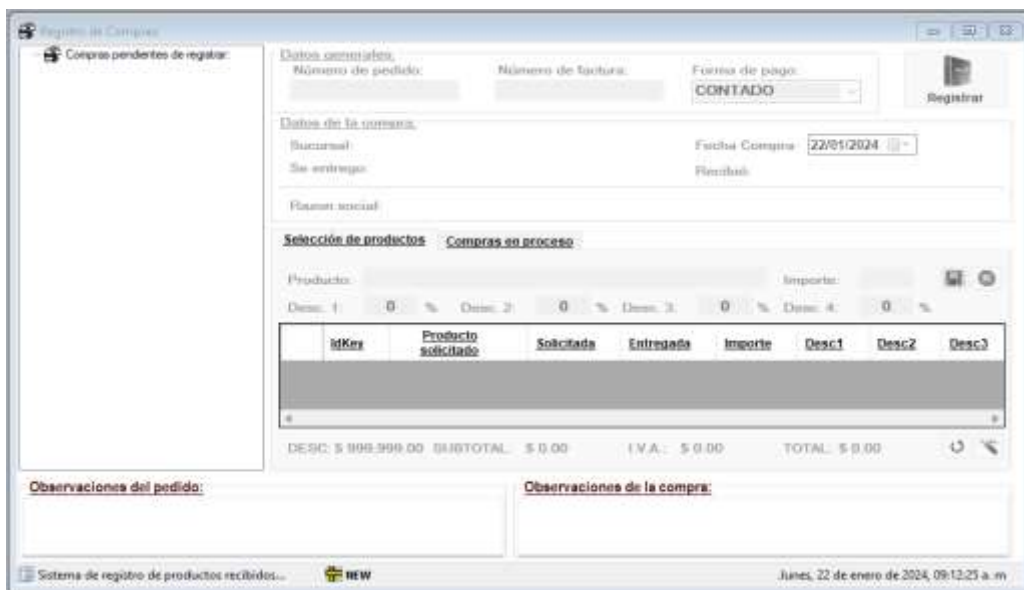 Registro de Compras
Compras pendientes de registrar:
Datos generales.
Número de pedido:
Número de factura:
Forma de pago:
CONTADO
Registrar
Datos de la compra.
Sucursal:
Fecha Compra:
22/01/2024
Se entrego:
Recibió:
Razon social:
Selección de productos
Compras en proceso
Producto:
Importe:
Desc. 1: 0 %
Desc. 2: 0 %
Desc. 3: 0 %
Desc. 4: 0 %
IdKey
Producto solicitado
Solicitada
Entregada
Importe
Desc1
Desc2
Desc3
DESC: $ 999,999.00
SUBTOTAL: $ 0.00
I.V.A.: $ 0.00
TOTAL: $ 0.00
Observaciones del pedido:
Observaciones de la compra:
Sistema de registro de productos recibidos...
NEW
lunes, 22 de enero de 2024, 09:12:25 a. m.